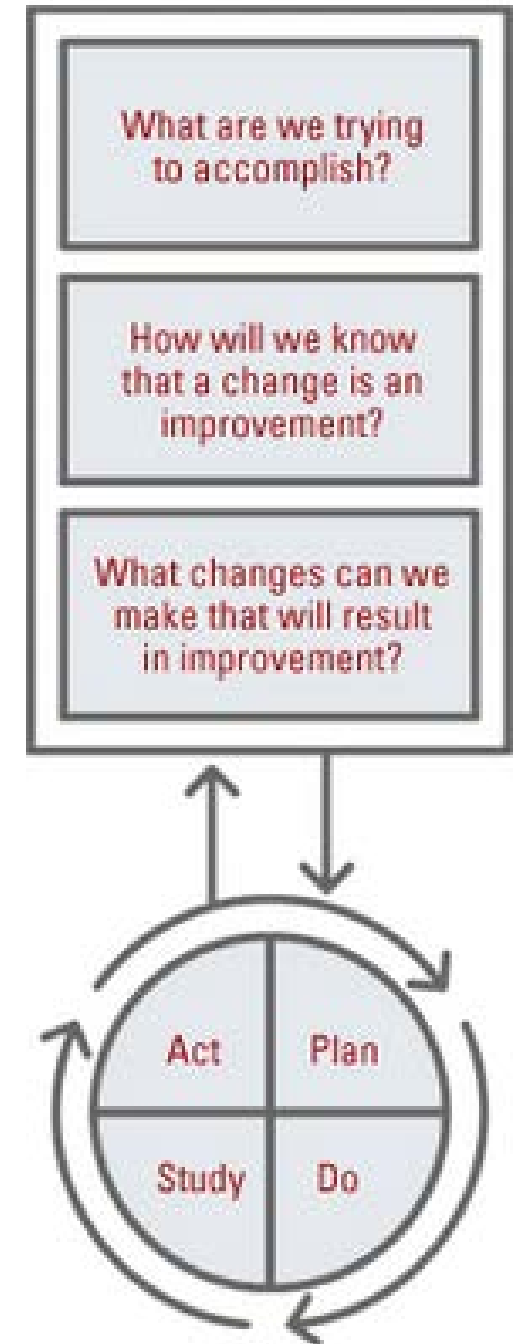 What are we trying
to accomplish?
How will we know
that a change is an
improvement?
What changes can we
make that will result
in improvement?
Act
Plan
Study
Do